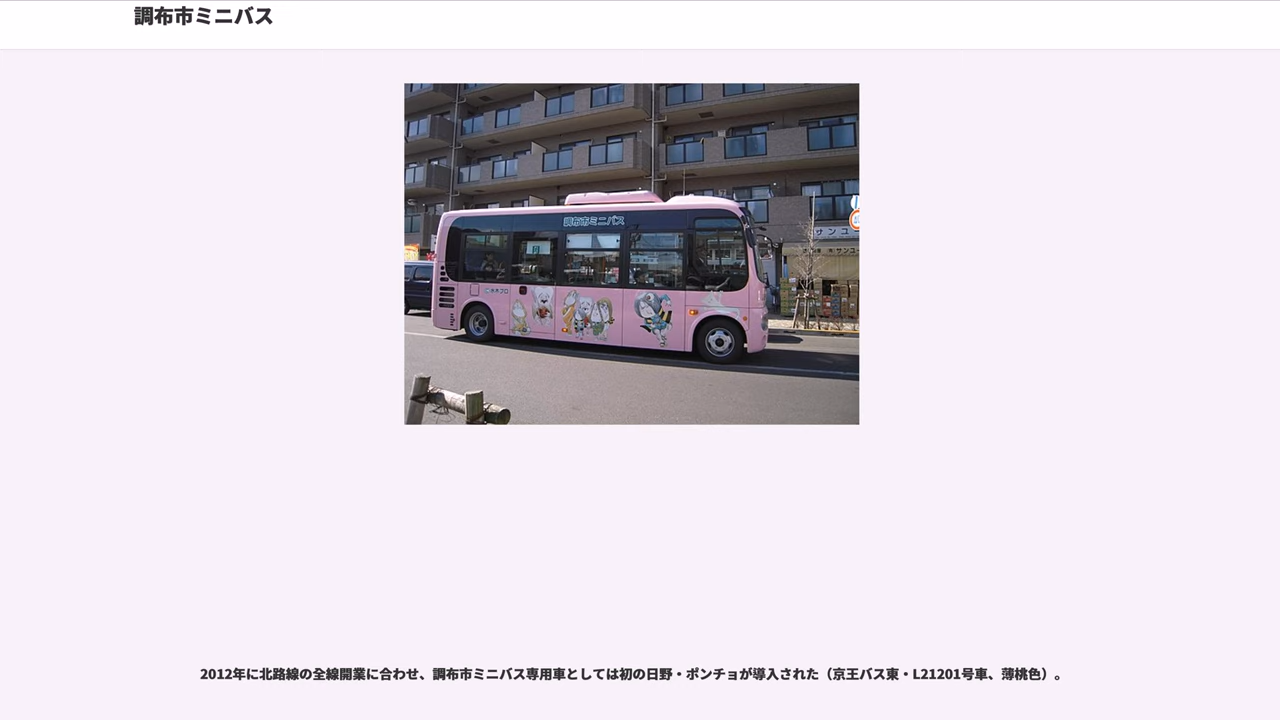 調布市ミニバス
調布市ミニバス
サンユー
2012年に北路線の全線開業に合わせ、調布市ミニバス専用車としては初の日野・ポンチョが導入された（京王バス東・L21201号車、薄桃色）。